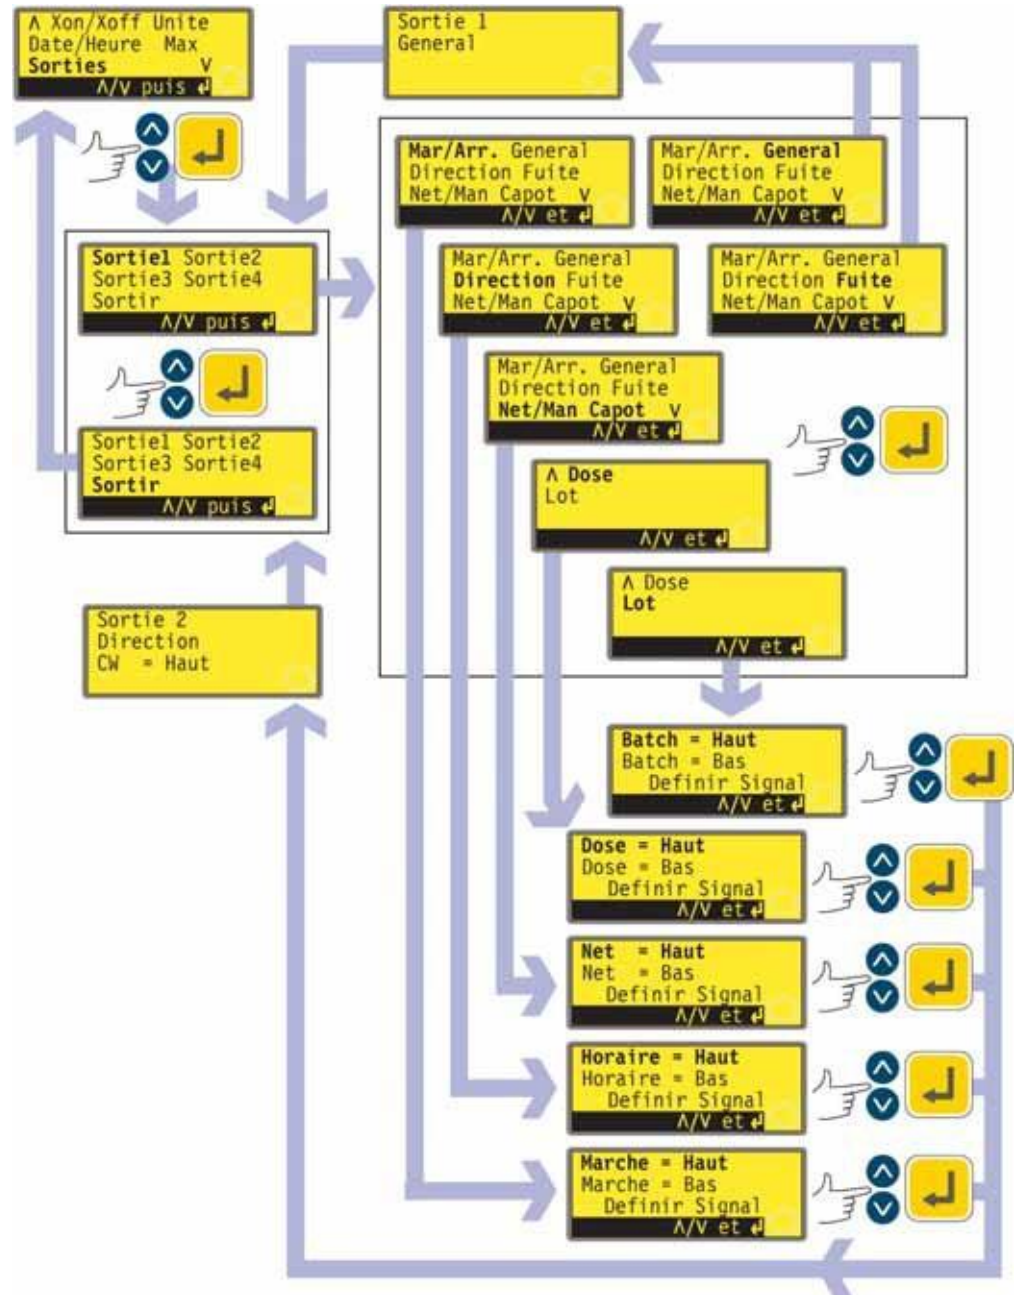 Λ Xon/Xoff Unite
Date/Heure Max
Sorties V
Λ/V puis ↲
Sortie 1
General
Mar/Arr. General
Direction Fuite
Net/Man Capot V
Λ/V et ↲
Mar/Arr. General
Direction Fuite
Net/Man Capot V
Λ/V et ↲
Sortie1 Sortie2
Sortie3 Sortie4
Sortir
Λ/V puis ↲
Mar/Arr. General
Direction Fuite
Net/Man Capot V
Λ/V et ↲
Mar/Arr. General
Direction Fuite
Net/Man Capot V
Λ/V et ↲
Mar/Arr. General
Direction Fuite
Net/Man Capot V
Λ/V et ↲
Sortie1 Sortie2
Sortie3 Sortie4
Sortir
Λ/V puis ↲
Λ Dose
Lot
Λ/V et ↲
Λ Dose
Lot
Λ/V et ↲
Sortie 2
Direction
CW = Haut
Batch = Haut
Batch = Bas
Definir Signal
Λ/V et ↲
Dose = Haut
Dose = Bas
Definir Signal
Λ/V et ↲
Net = Haut
Net = Bas
Definir Signal
Λ/V et ↲
Horaire = Haut
Horaire = Bas
Definir Signal
Λ/V et ↲
Marche = Haut
Marche = Bas
Definir Signal
Λ/V et ↲